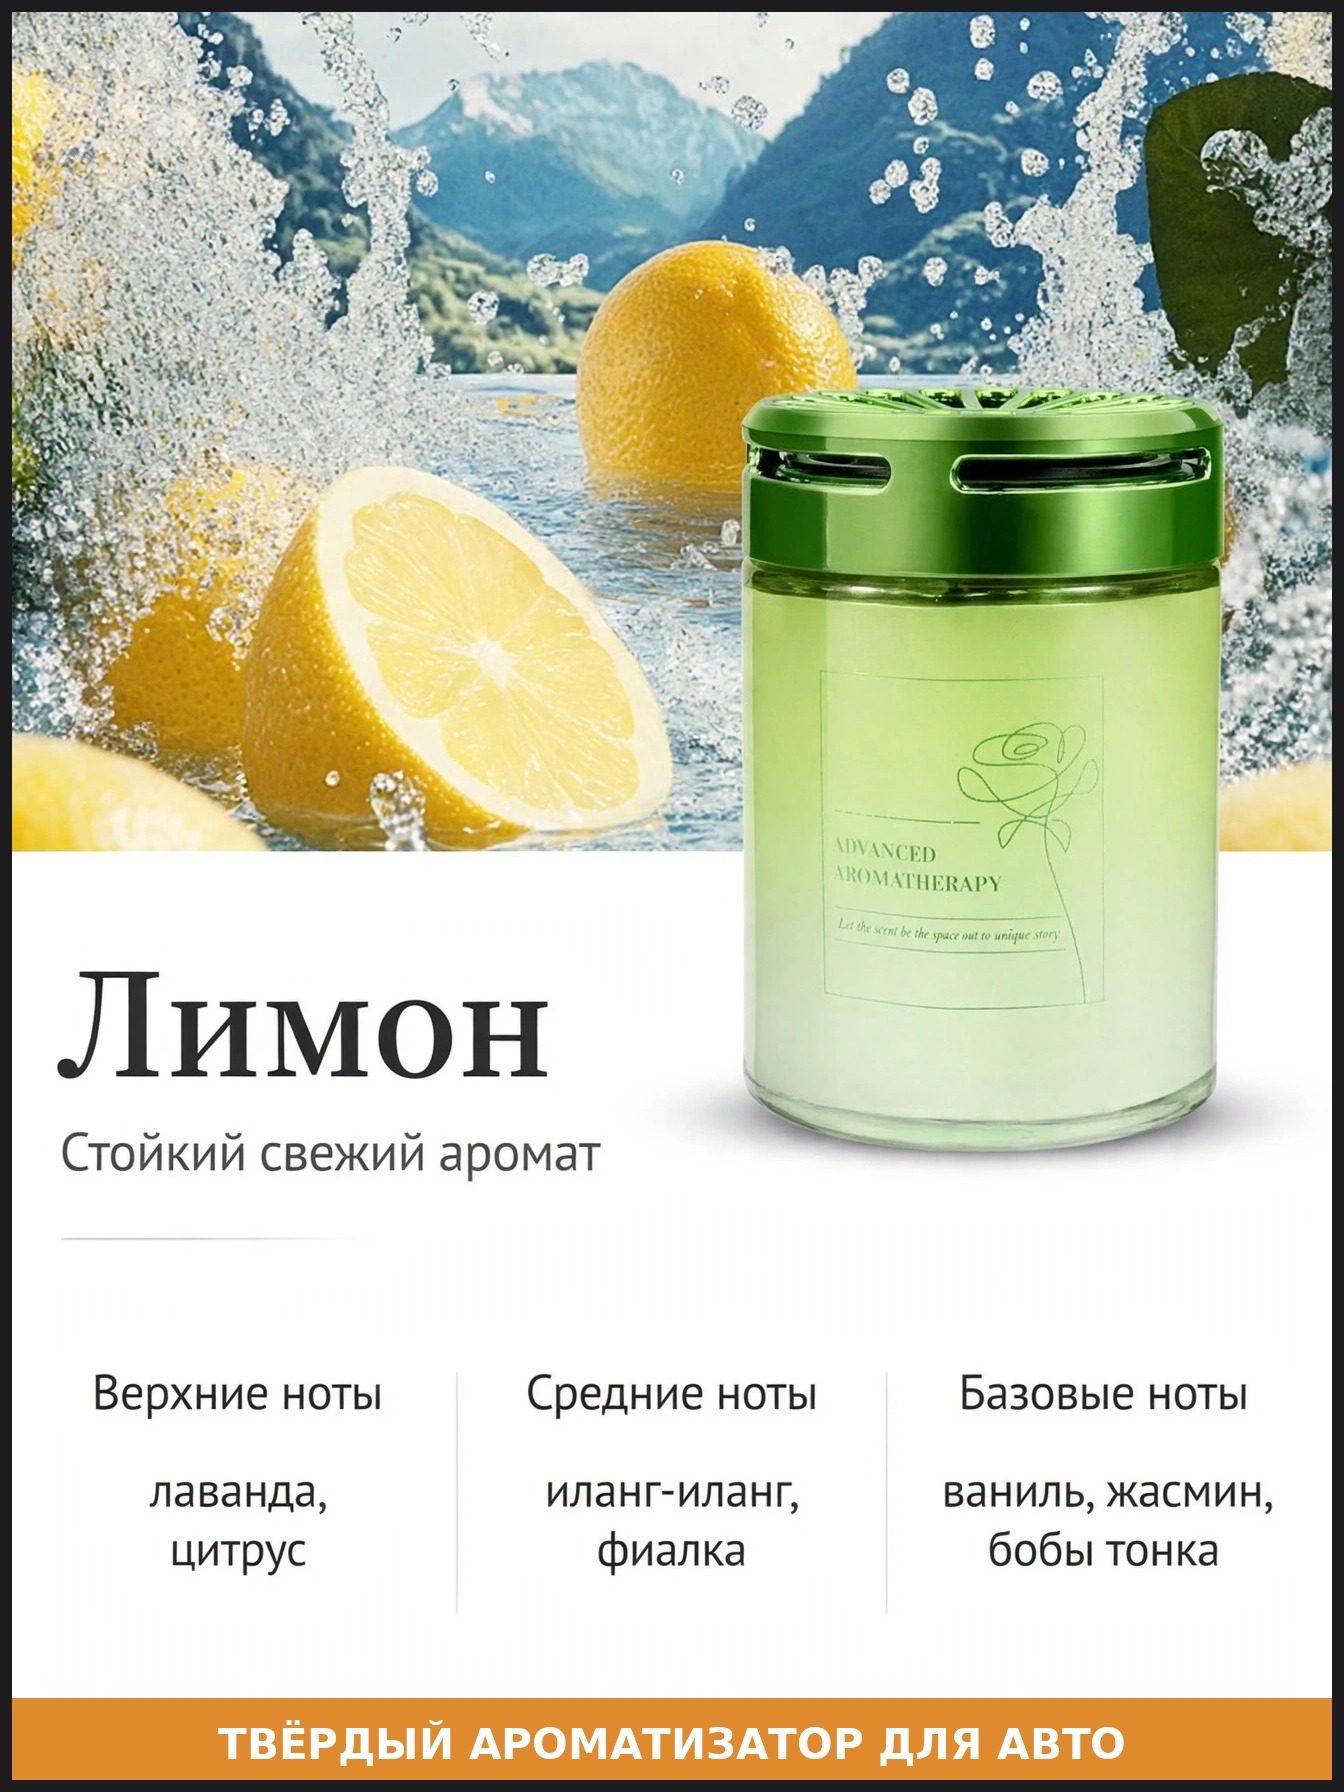 ADVANCED
AROMATHERAPY
Let the scent be the space out to unique story
Лимон
Стойкий свежий аромат
Верхние ноты
лаванда,
цитрус
Средние ноты
иланг-иланг,
фиалка
Базовые ноты
ваниль, жасмин,
бобы тонка
ТВЁРДЫЙ АРОМАТИЗАТОР ДЛЯ АВТО